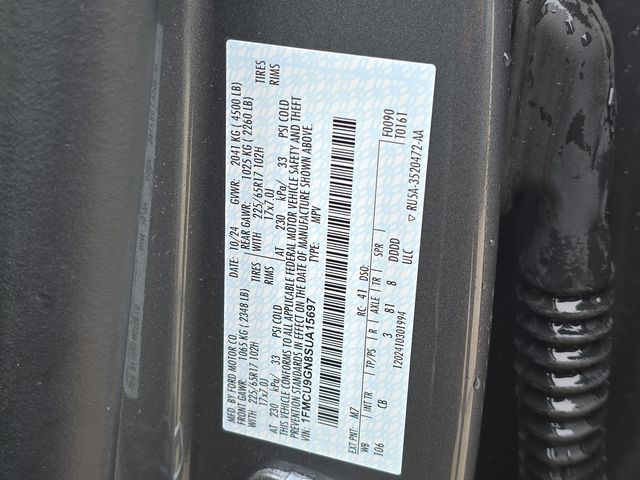 MFD. BY FORD MOTOR CO.
DATE: 10/24 GVWR: 2041 KG ( 4500 LB)
FRONT GAWR: 1065 KG ( 2348 LB) REAR GAWR: 1025 KG ( 2260 LB)
WITH 225/65R17 102H TIRES WITH 225/65R17 102H TIRES
17x7.0J RIMS 17x7.0J RIMS
AT 230 kPa/ 33 PSI COLD AT 230 kPa/ 33 PSI COLD
THIS VEHICLE CONFORMS TO ALL APPLICABLE FEDERAL MOTOR VEHICLE SAFETY AND THEFT
PREVENTION STANDARDS IN EFFECT ON THE DATE OF MANUFACTURE SHOWN ABOVE.
VIN: 1FMCU9GN8SUA15697 TYPE: MPV
EXT PNT: M7 RC: 41 DSO: F0090
T0161
WB INT TR TP/PS R AXLE TR SPR
106 CB 3 81 8 DDDD
ULC
1202410301994 RU5A-3520472-AA